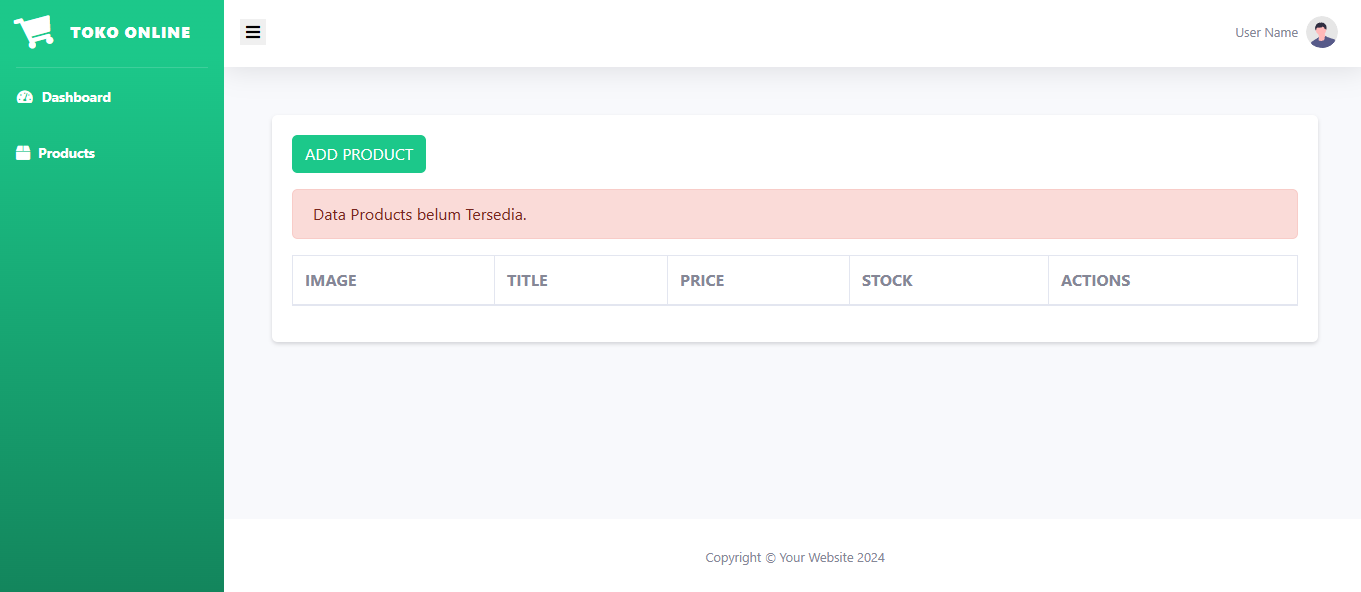 TOKO ONLINE
User Name
Dashboard
Products
ADD PRODUCT
Data Products belum Tersedia.
IMAGE TITLE PRICE STOCK ACTIONS
Copyright © Your Website 2024